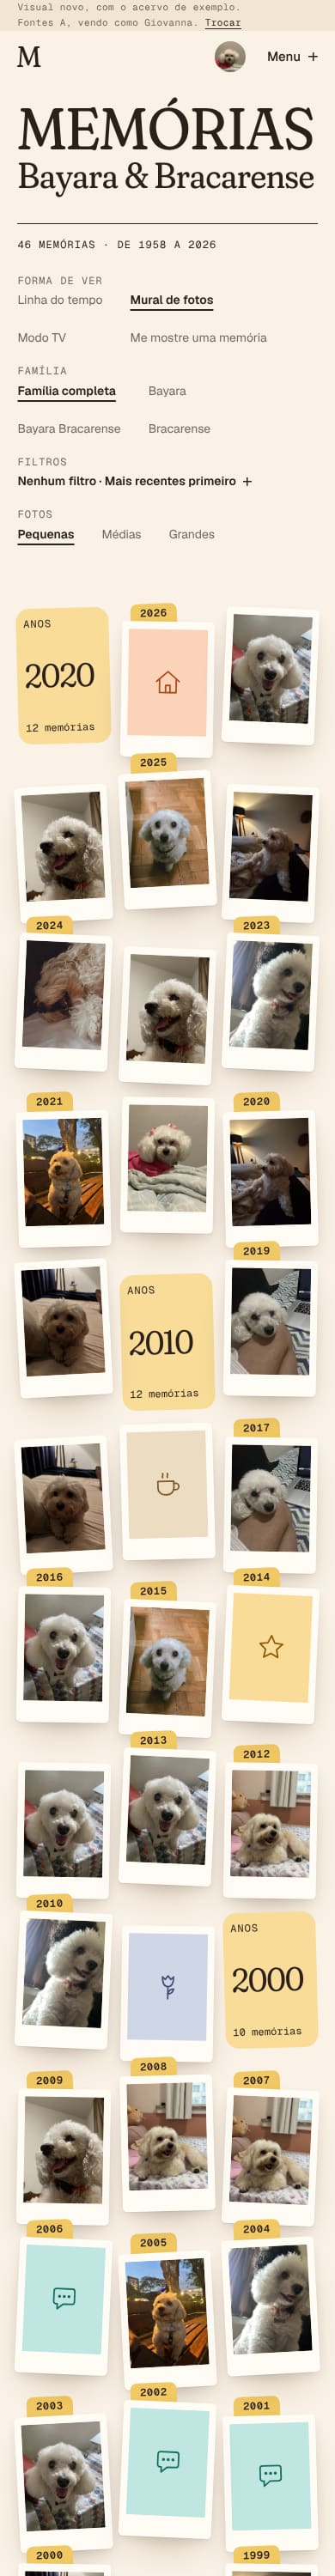 Visual novo, com o acervo de exemplo.
Fontes A, vendo como Giovanna. Trocar
M
Menu +
MEMÓRIAS
Bayara & Bracarense
46 MEMÓRIAS · DE 1958 A 2026
FORMA DE VER
Linha do tempo Mural de fotos
Modo TV Me mostre uma memória
FAMÍLIA
Família completa Bayara
Bayara Bracarense Bracarense
FILTROS
Nenhum filtro · Mais recentes primeiro +
FOTOS
Pequenas Médias Grandes
ANOS
2020
12 memórias
2026
2025
2024
2023
2021
2020
2019
ANOS
2010
12 memórias
2017
2016
2015
2014
2013
2012
2010
ANOS
2000
10 memórias
2009
2008
2007
2006
2005
2004
2003
2002
2001
2000
1999